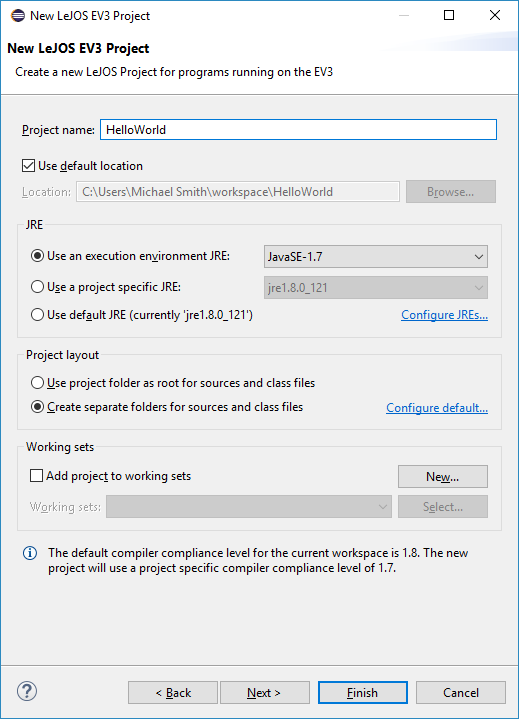 New LeJOS EV3 Project
New LeJOS EV3 Project
Create a new LeJOS Project for programs running on the EV3
Project name: HelloWorld
Use default location
Location: C:\Users\Michael Smith\workspace\HelloWorld Browse...
JRE
Use an execution environment JRE: JavaSE-1.7
Use a project specific JRE: jre1.8.0_121
Use default JRE (currently 'jre1.8.0_121') Configure JREs...
Project layout
Use project folder as root for sources and class files
Create separate folders for sources and class files Configure default...
Working sets
Add project to working sets New...
Working sets: Select...
The default compiler compliance level for the current workspace is 1.8. The new
project will use a project specific compiler compliance level of 1.7.
? < Back Next > Finish Cancel